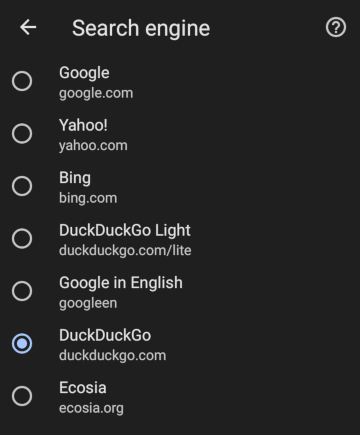 Search engine
Google
google.com
Yahoo!
yahoo.com
Bing
bing.com
DuckDuckGo Light
duckduckgo.com/lite
Google in English
googleen
DuckDuckGo
duckduckgo.com
Ecosia
ecosia.org